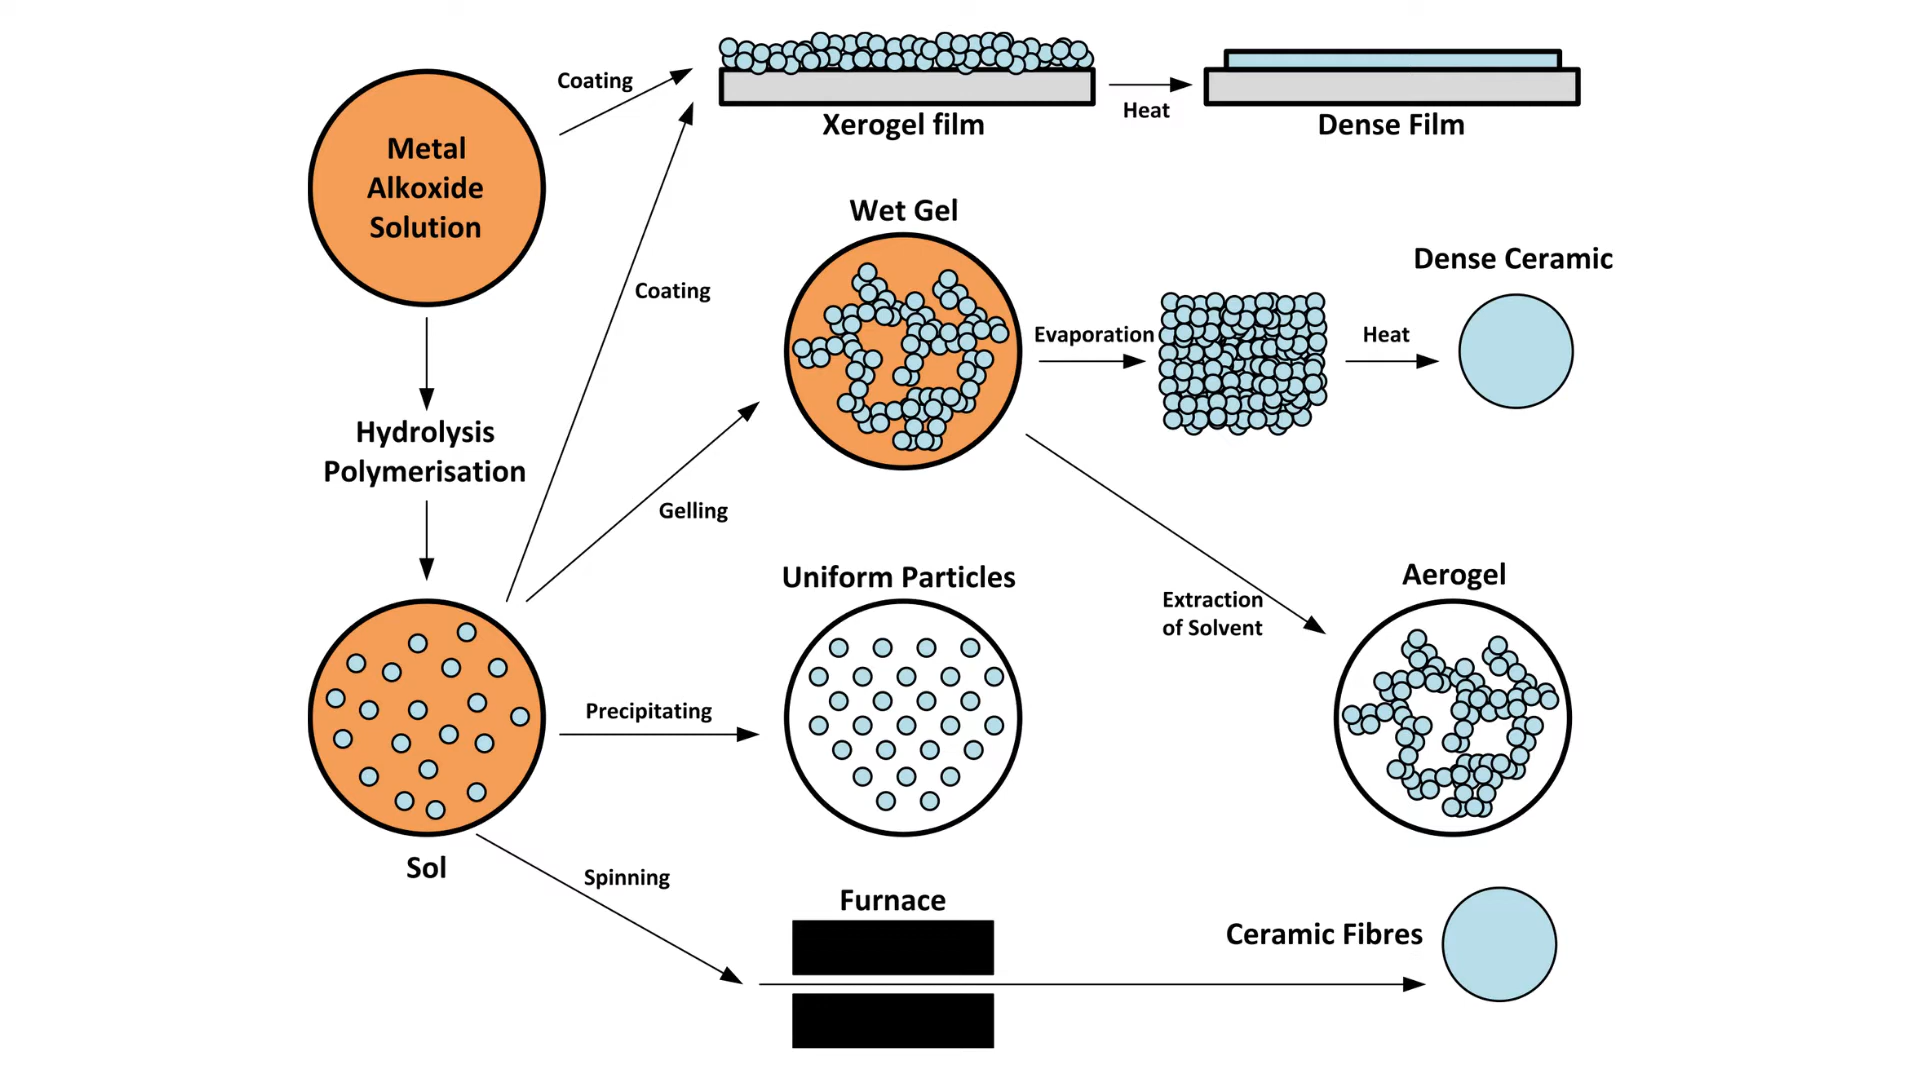 Coating
Metal
Alkoxide
Solution
Xerogel film
Heat
Dense Film
Wet Gel
Coating
Evaporation
Heat
Dense Ceramic
Hydrolysis
Polymerisation
Gelling
Uniform Particles
Extraction
of Solvent
Aerogel
Precipitating
Sol
Spinning
Furnace
Ceramic Fibres